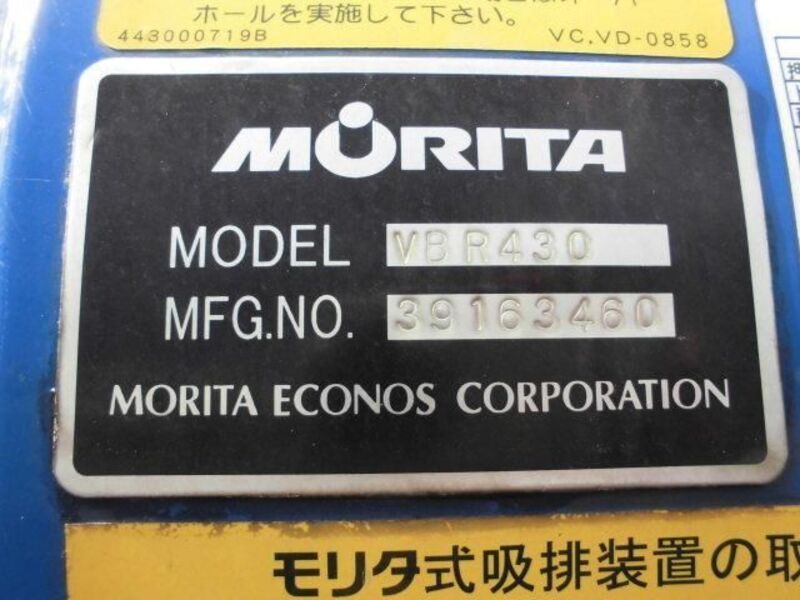 ホールを実施して下さい。
443000719B VC,VD-0858
MORITA
MODEL VBR430
MFG.NO. 39163460
MORITA ECONOS CORPORATION
モリタ式吸排装置の取